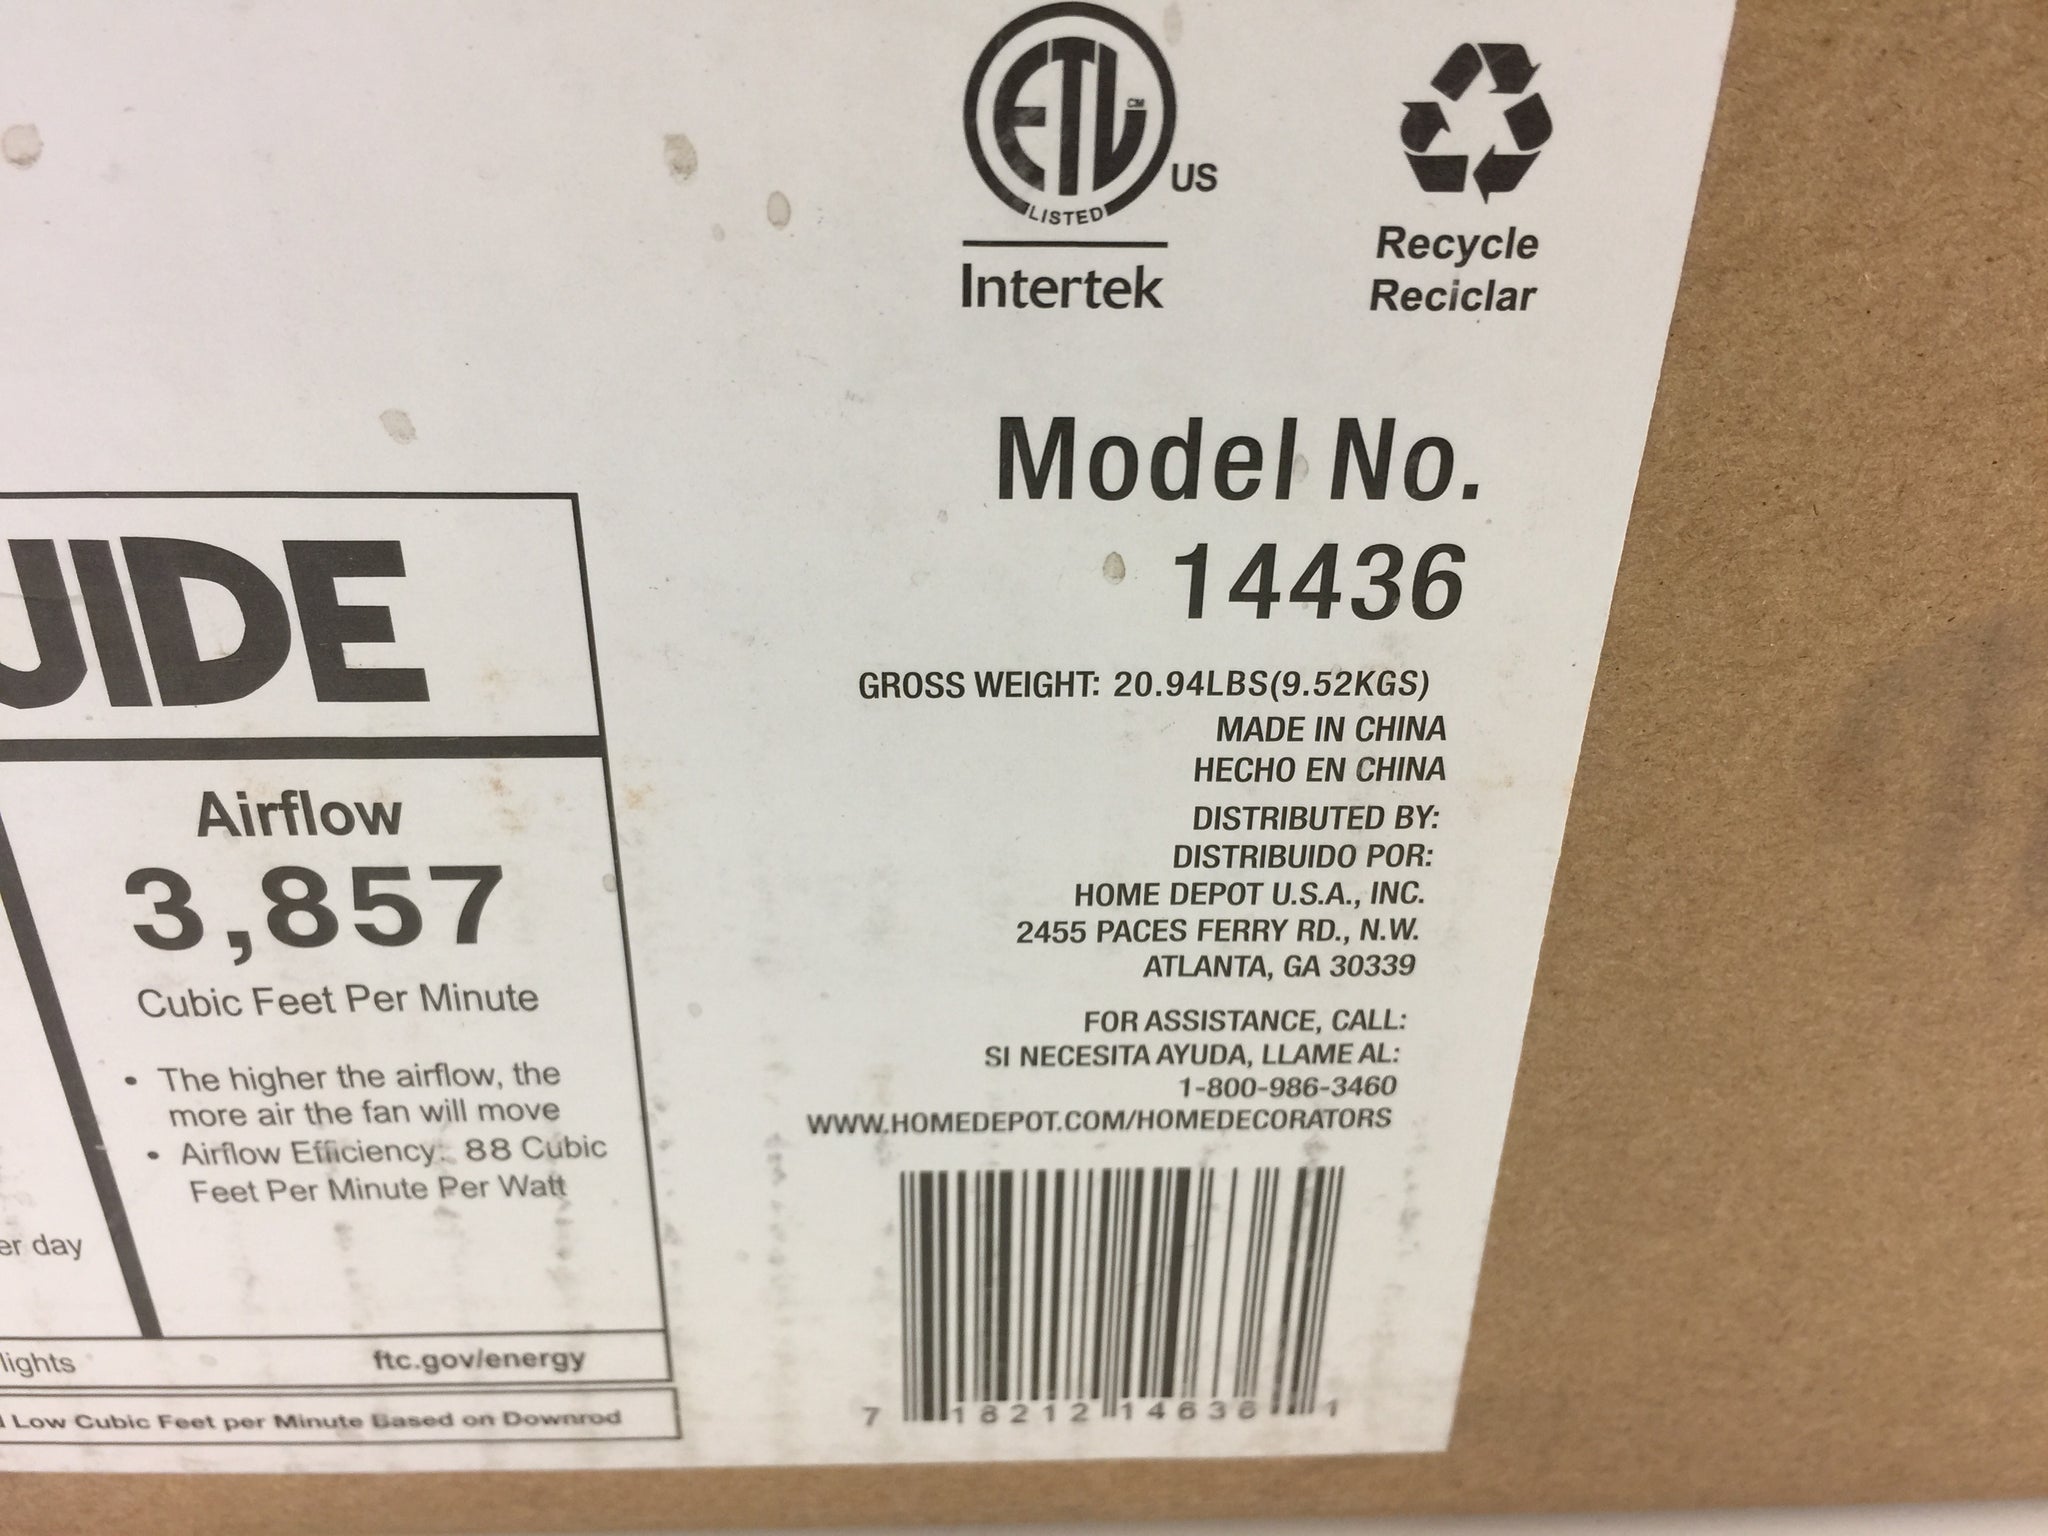 ETL CM
LISTED
US
Intertek
Recycle
Reciclar
Model No.
14436
GROSS WEIGHT: 20.94LBS(9.52KGS)
MADE IN CHINA
HECHO EN CHINA
DISTRIBUTED BY:
DISTRIBUIDO POR:
HOME DEPOT U.S.A., INC.
2455 PACES FERRY RD., N.W.
ATLANTA, GA 30339
FOR ASSISTANCE, CALL:
SI NECESITA AYUDA, LLAME AL:
1-800-986-3460
WWW.HOMEDEPOT.COM/HOMEDECORATORS
UIDE
Airflow
3,857
Cubic Feet Per Minute
• The higher the airflow, the
more air the fan will move
• Airflow Efficiency: 88 Cubic
Feet Per Minute Per Watt
er day
lights
ftc.gov/energy
Low Cubic Feet per Minute Based on Downrod